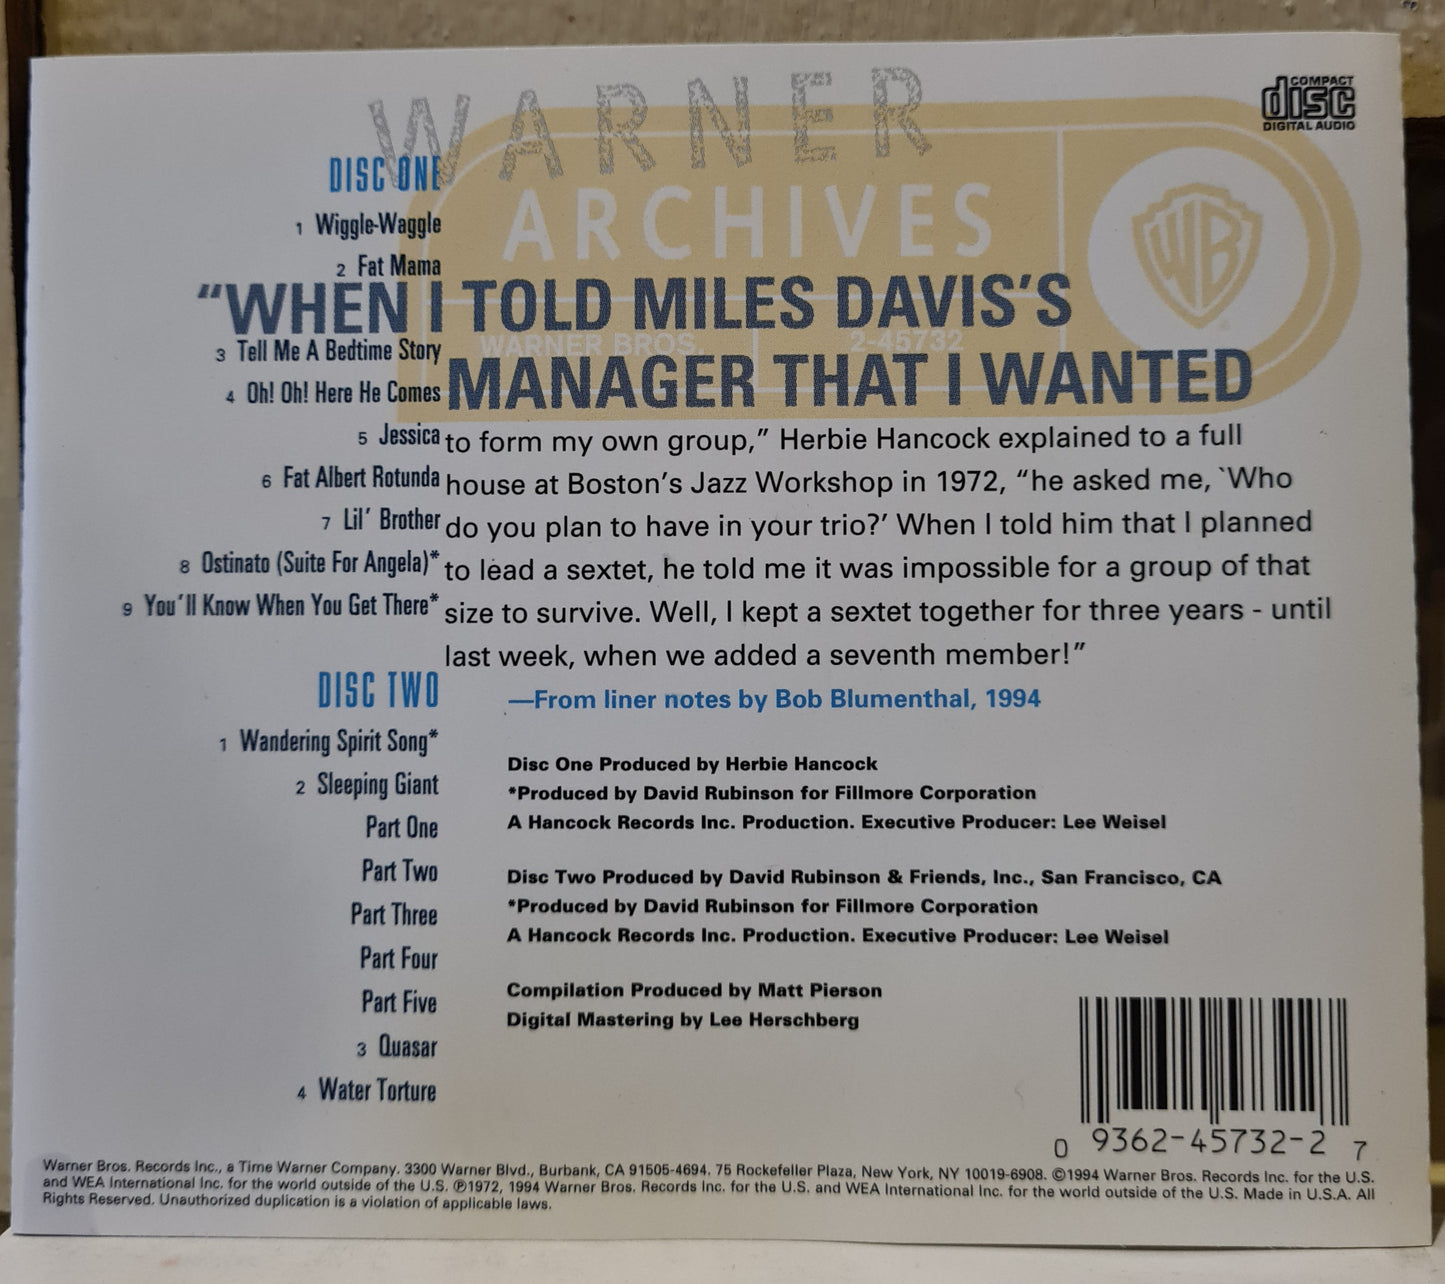 COMPACT
disc
DIGITAL AUDIO
WARNER
ARCHIVES
WB
WARNER BROS.
2-45732
DISC ONE
1 Wiggle-Waggle
2 Fat Mama
3 Tell Me A Bedtime Story
4 Oh! Oh! Here He Comes
5 Jessica
6 Fat Albert Rotunda
7 Lil' Brother
8 Ostinato (Suite For Angela)*
9 You'll Know When You Get There*
DISC TWO
1 Wandering Spirit Song*
2 Sleeping Giant
Part One
Part Two
Part Three
Part Four
Part Five
3 Quasar
4 Water Torture
“WHEN I TOLD MILES DAVIS’S
MANAGER THAT I WANTED
to form my own group,” Herbie Hancock explained to a full
house at Boston’s Jazz Workshop in 1972, “he asked me, `Who
do you plan to have in your trio?’ When I told him that I planned
to lead a sextet, he told me it was impossible for a group of that
size to survive. Well, I kept a sextet together for three years - until
last week, when we added a seventh member!”
—From liner notes by Bob Blumenthal, 1994
Disc One Produced by Herbie Hancock
*Produced by David Rubinson for Fillmore Corporation
A Hancock Records Inc. Production. Executive Producer: Lee Weisel
Disc Two Produced by David Rubinson & Friends, Inc., San Francisco, CA
*Produced by David Rubinson for Fillmore Corporation
A Hancock Records Inc. Production. Executive Producer: Lee Weisel
Compilation Produced by Matt Pierson
Digital Mastering by Lee Herschberg
0 9362-45732-2 7
Warner Bros. Records Inc., a Time Warner Company. 3300 Warner Blvd., Burbank, CA 91505-4694. 75 Rockefeller Plaza, New York, NY 10019-6908. ©1994 Warner Bros. Records Inc. for the U.S.
and WEA International Inc. for the world outside of the U.S. ℗1972, 1994 Warner Bros. Records Inc. for the U.S. and WEA International Inc. for the world outside of the U.S. Made in U.S.A. All
Rights Reserved. Unauthorized duplication is a violation of applicable laws.